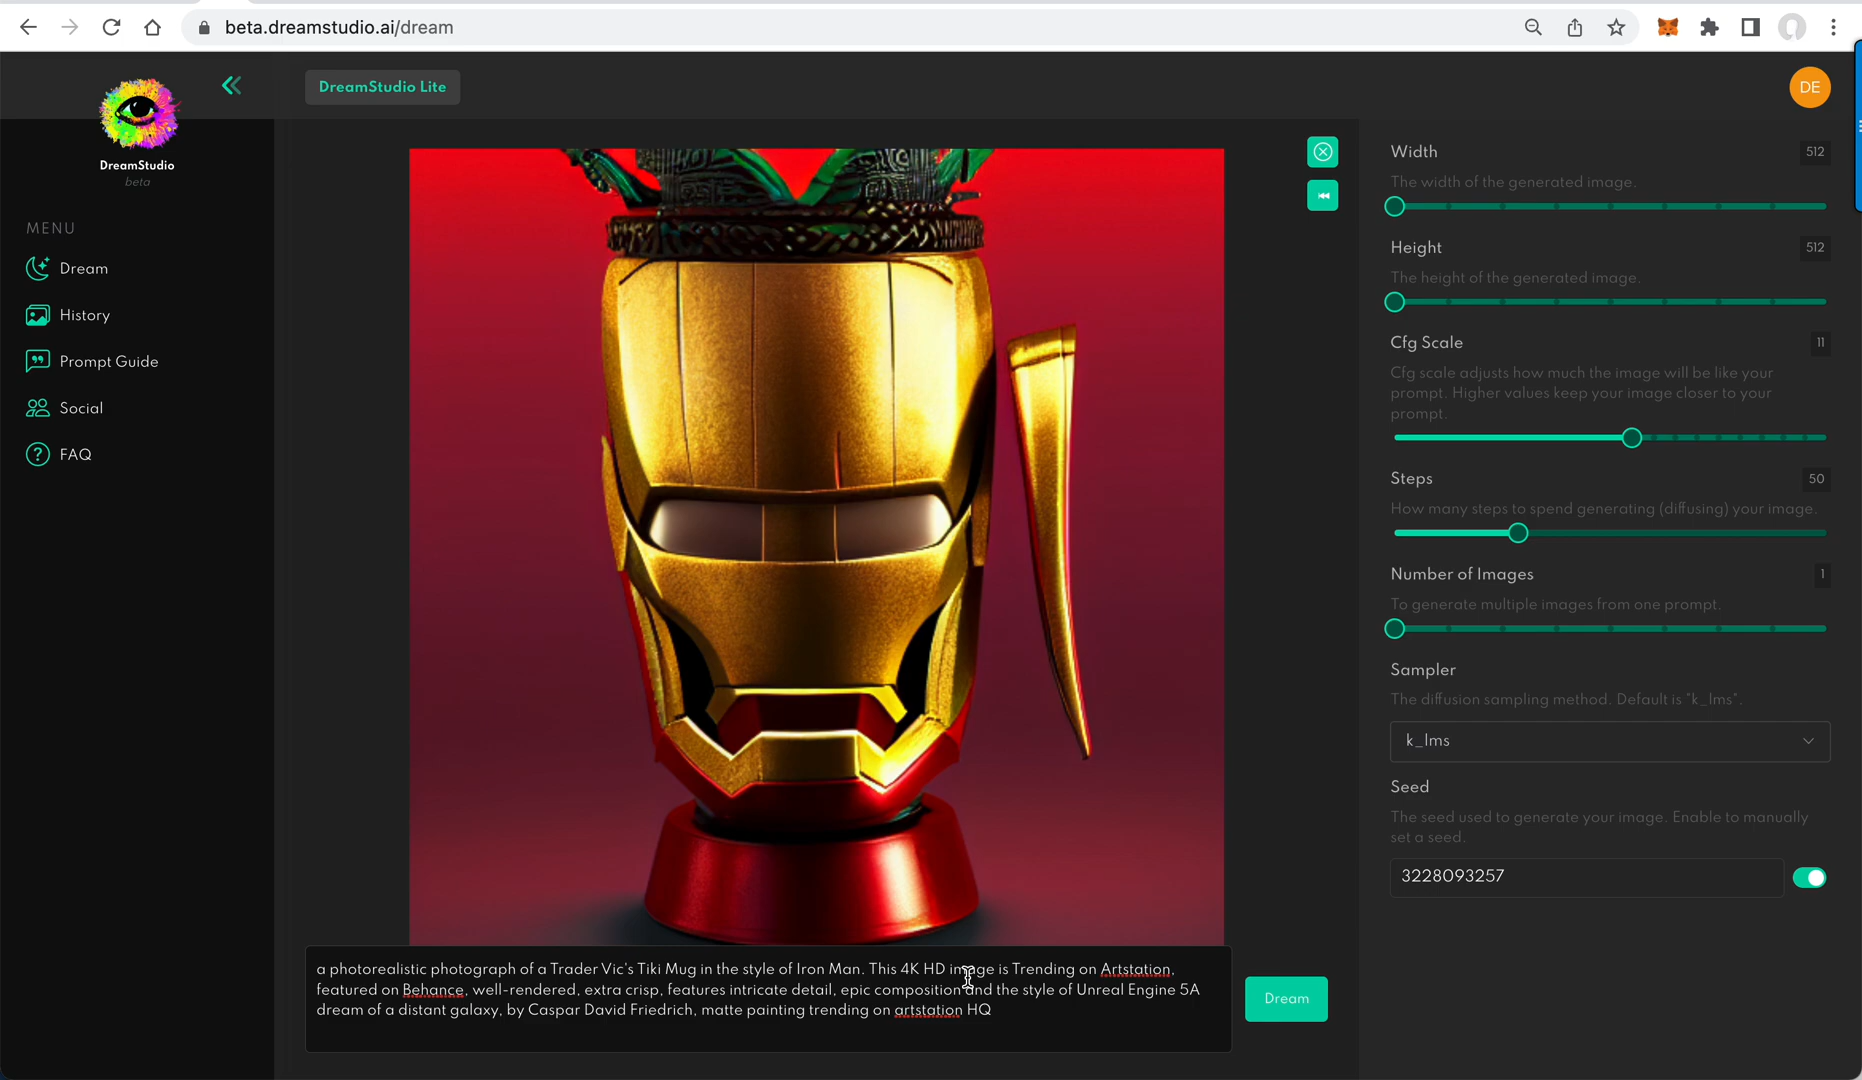 beta.dreamstudio.ai/dream
DreamStudio Lite
DE
DreamStudio
beta
MENU
Dream
History
Prompt Guide
Social
FAQ
Width
512
The width of the generated image.
Height
512
The height of the generated image.
Cfg Scale
11
Cfg scale adjusts how much the image will be like your
prompt. Higher values keep your image closer to your
prompt.
Steps
50
How many steps to spend generating (diffusing) your image.
Number of Images
1
To generate multiple images from one prompt.
Sampler
The diffusion sampling method. Default is "k_lms".
k_lms
Seed
The seed used to generate your image. Enable to manually
set a seed.
3228093257
a photorealistic photograph of a Trader Vic's Tiki Mug in the style of Iron Man. This 4K HD image is Trending on Artstation,
featured on Behance, well-rendered, extra crisp, features intricate detail, epic composition and the style of Unreal Engine 5A
dream of a distant galaxy, by Caspar David Friedrich, matte painting trending on artstation HQ
Dream